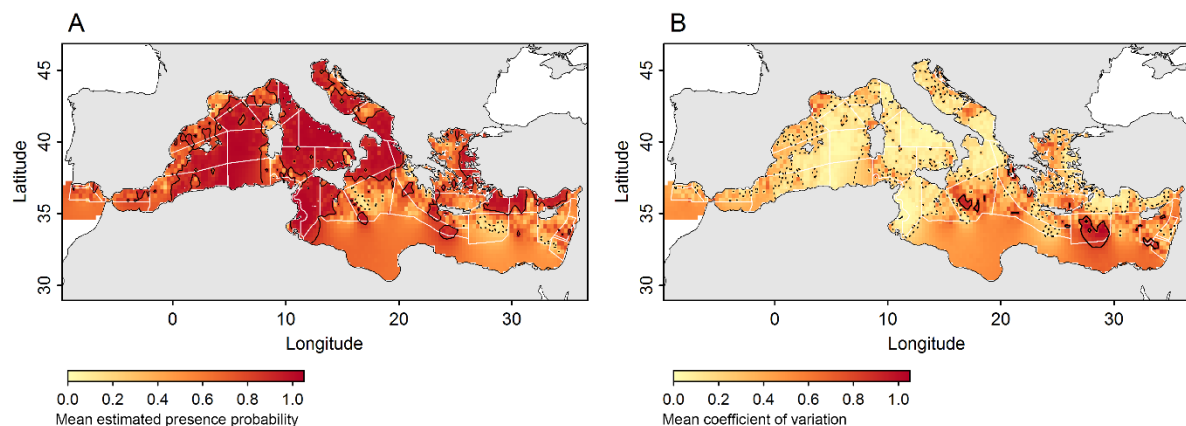 A
45
40
35
30
Latitude
0 10 20 30
Longitude
0.0 0.2 0.4 0.6 0.8 1.0
Mean estimated presence probability
B
45
40
35
30
Latitude
0 10 20 30
Longitude
0.0 0.2 0.4 0.6 0.8 1.0
Mean coefficient of variation